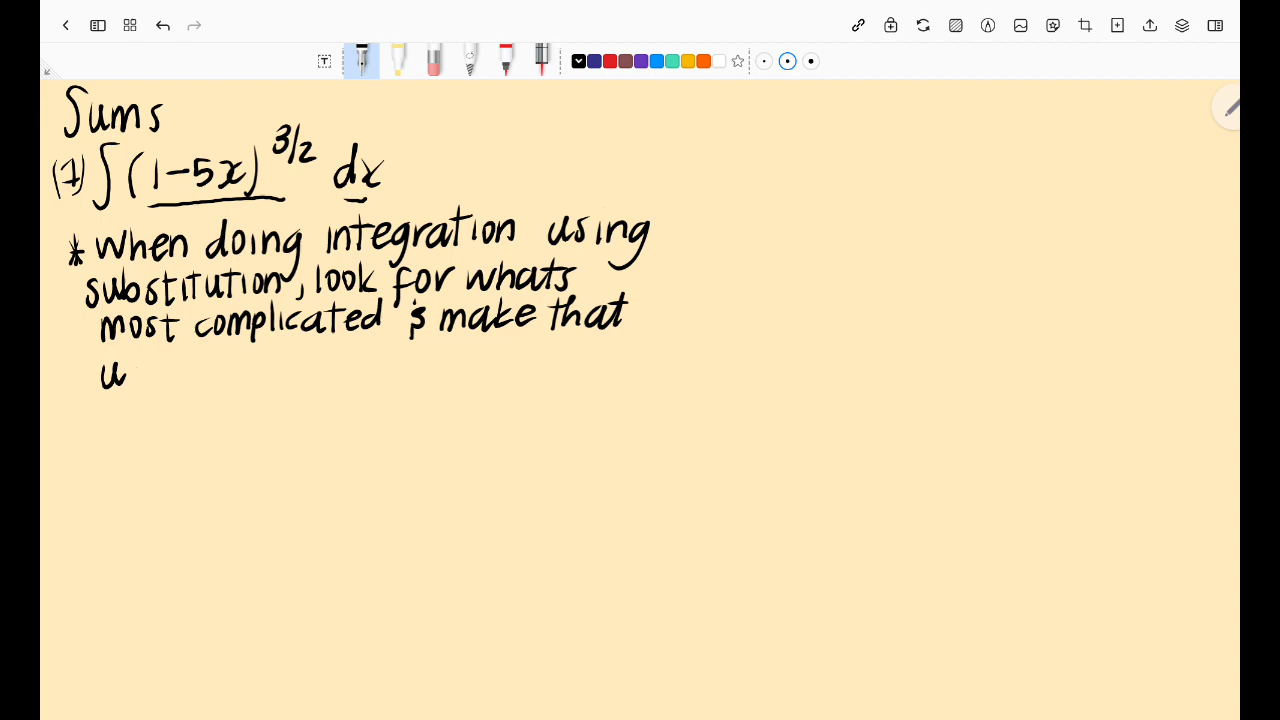 Sums
(7) ∫(1-5x)^3/2 dx
* When doing integration using
substitution, look for whats
most complicated & make that
u